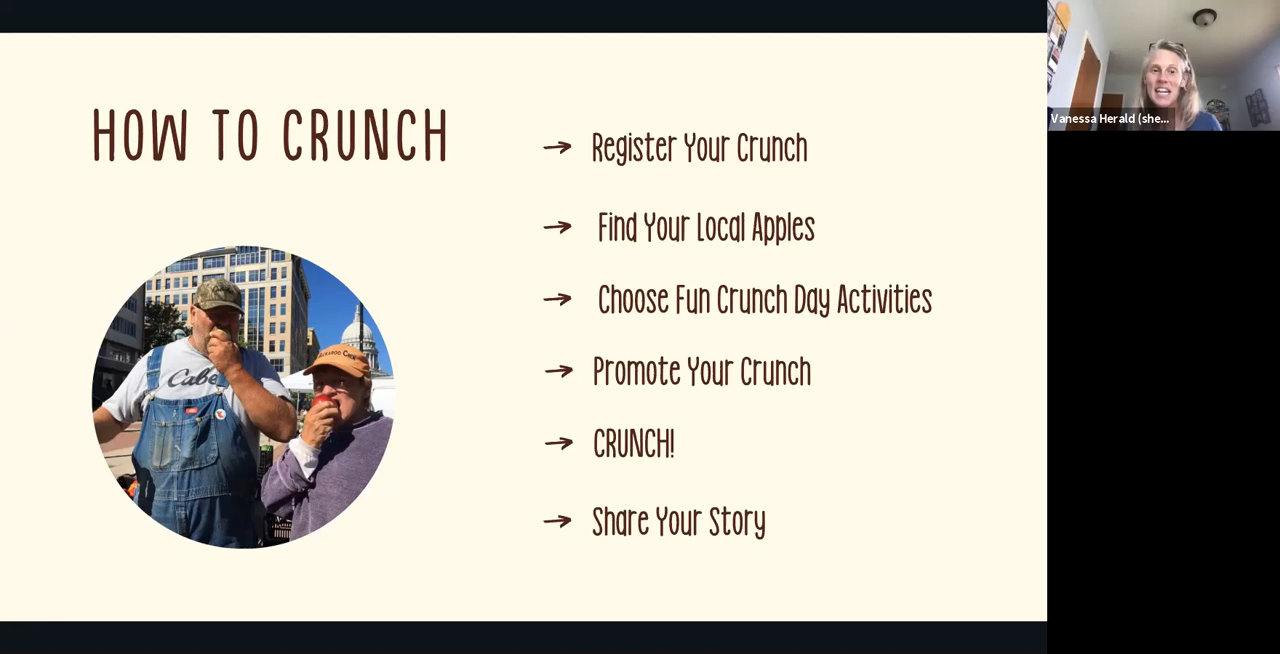 HOW TO CRUNCH
→ Register Your Crunch
→ Find Your Local Apples
→ Choose Fun Crunch Day Activities
→ Promote Your Crunch
→ CRUNCH!
→ Share Your Story
Cabe
Vanessa Herald (she...